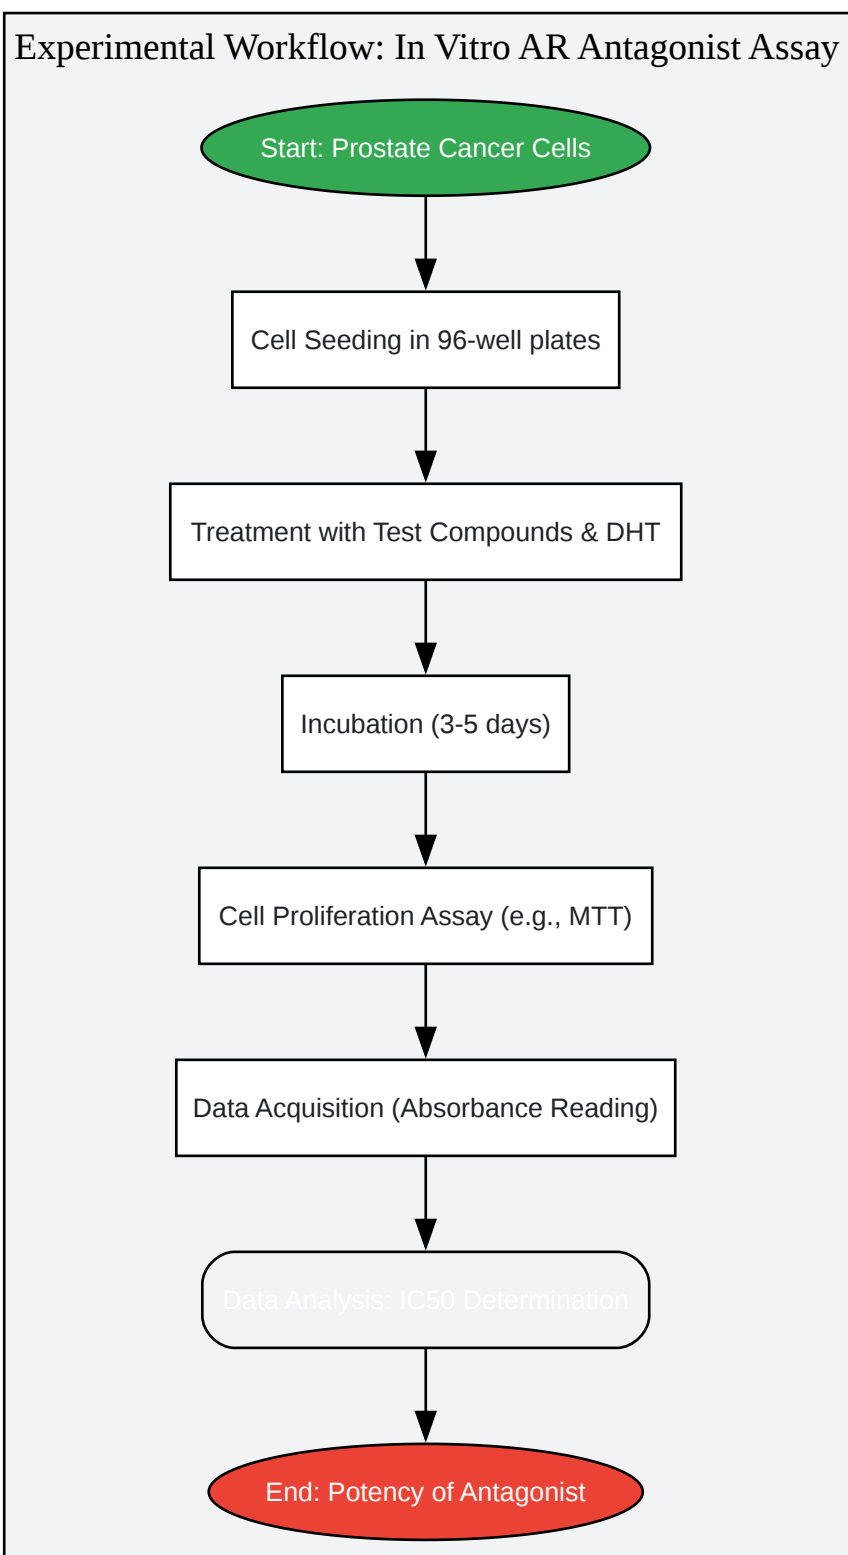 Experimental Workflow: In Vitro AR Antagonist Assay
Start: Prostate Cancer Cells
Cell Seeding in 96-well plates
Treatment with Test Compounds & DHT
Incubation (3-5 days)
Cell Proliferation Assay (e.g., MTT)
Data Acquisition (Absorbance Reading)
Data Analysis: IC50 Determination
End: Potency of Antagonist